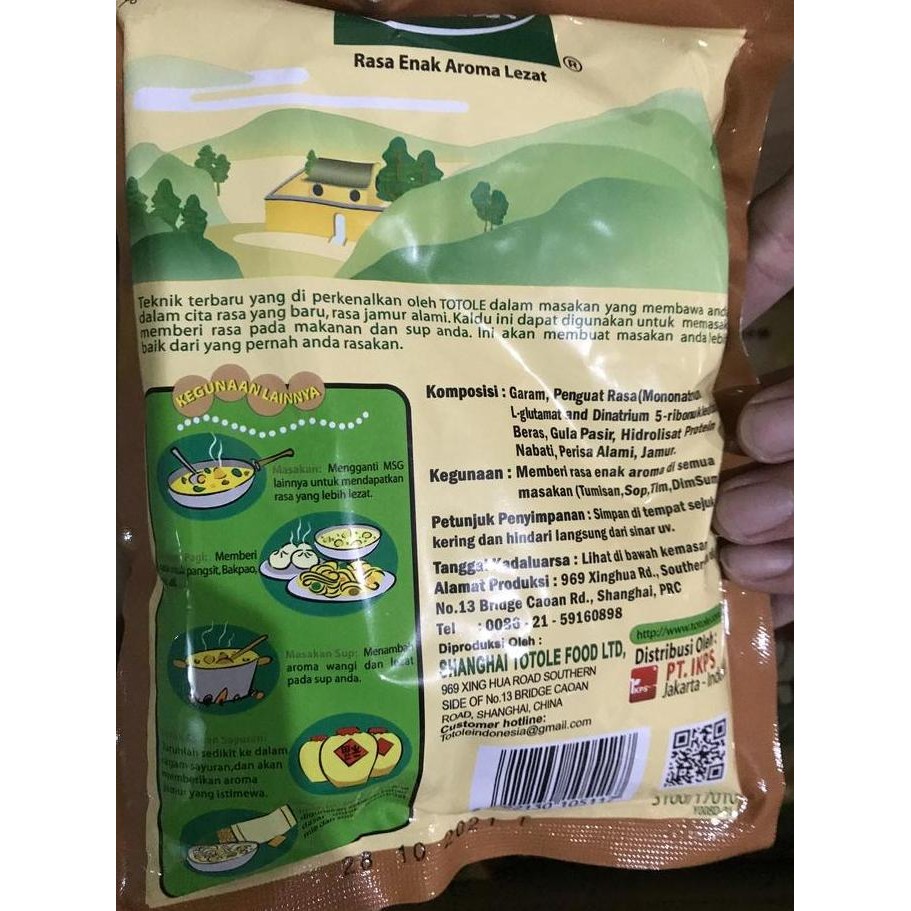 Rasa Enak Aroma Lezat ®
Teknik terbaru yang di perkenalkan oleh TOTOLE dalam masakan yang membawa
dalam cita rasa yang baru, rasa jamur alami. Kaldu ini dapat digunakan untuk memasak
memberi rasa pada makanan dan sup anda. Ini akan membuat masakan anda
baik dari yang pernah anda rasakan.
KEGUNAAN LAINNYA
Masakan: Mengganti MSG
lainnya untuk mendapatkan
rasa yang lebih lezat.
Pagi: Memberi
pangsit, Bakpao,
Masakan Sup: Menambah
aroma wangi dan lezat
pada sup anda.
sedikit ke dalam
sayuran, dan akan
memberikan aroma
yang istimewa.
Komposisi : Garam, Penguat Rasa (
L-glutamat and Dinatrium
Beras, Gula Pasir, Hidrolisat Protein
Nabati, Perisa Alami, Jamur.
Kegunaan : Memberi rasa enak aroma di semua
masakan (Tumisan, Sop, Tim, DimSum
Petunjuk Penyimpanan : Simpan di tempat sejuk
kering dan hindari langsung dari sinar uv.
Tanggal Kadaluarsa : Lihat di bawah kemasan
Alamat Produksi : 969 Xinghua Rd., Southern
No.13 Bridge Caoan Rd., Shanghai, PRC
Tel : 0086 - 21 - 59160898
Diproduksi Oleh :
SHANGHAI TOTOLE FOOD LTD,
969 XING HUA ROAD SOUTHERN
SIDE OF No.13 BRIDGE CAOAN
ROAD, SHANGHAI, CHINA
Customer hotline:
Totoleindonesia@gmail.com
Distribusi Oleh :
PT. IKPS
IKPS
28 10 2021